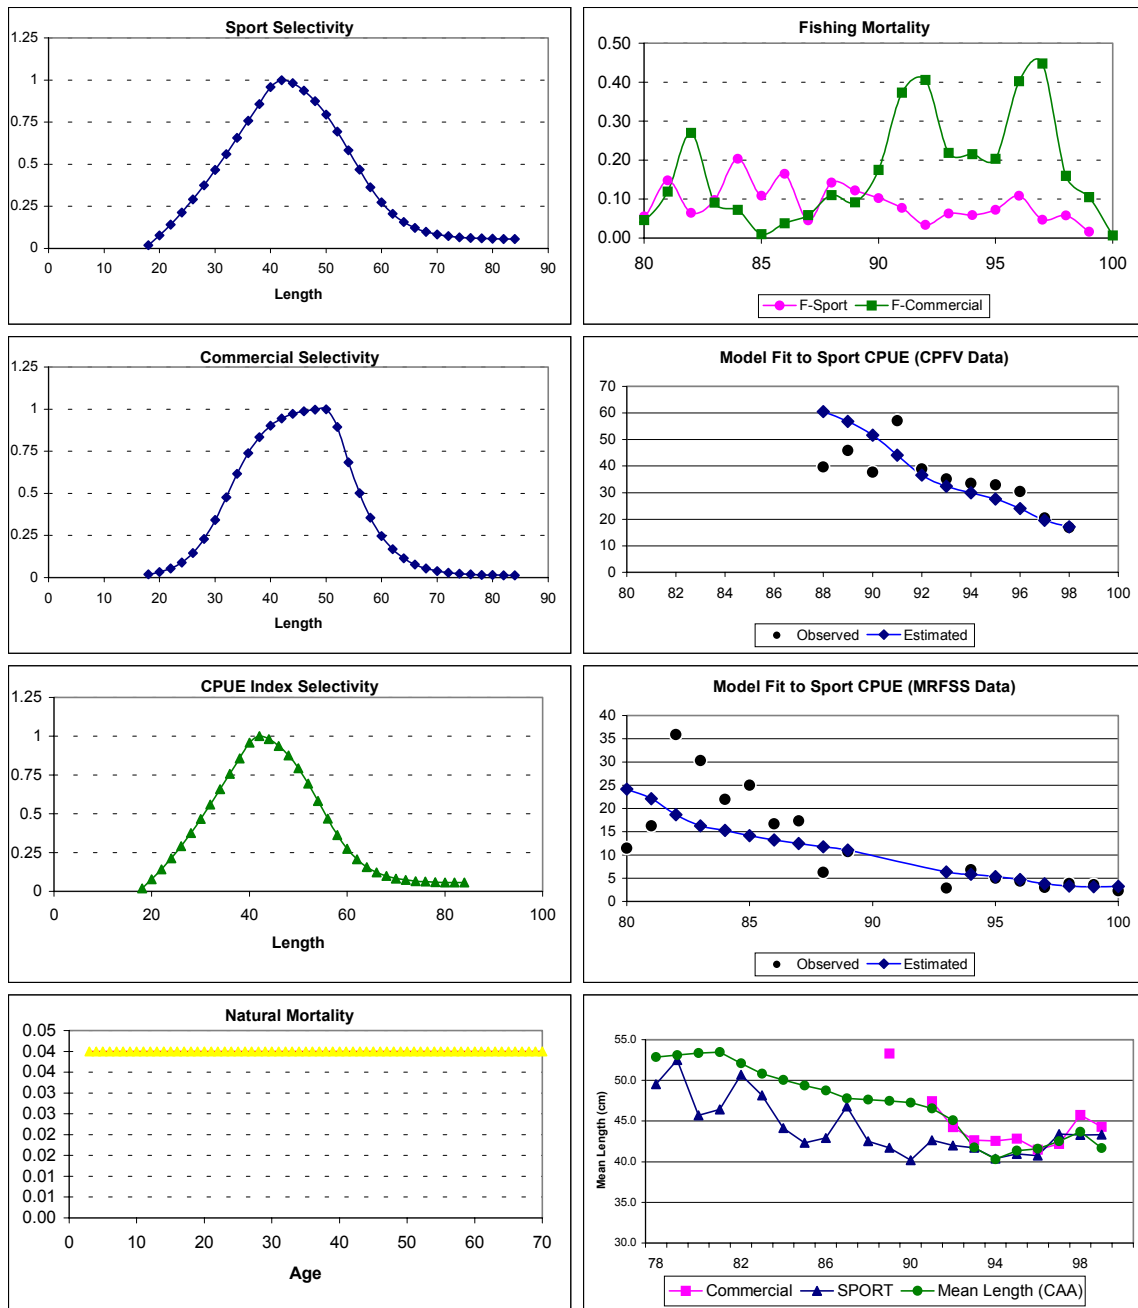 Sport Selectivity
1.25
1
0.75
0.5
0.25
0
10 20 30 40 50 60 70 80 90
Length
Fishing Mortality
0.50
0.40
0.30
0.20
0.10
0.00
80 85 90 95 100
F-Sport F-Commercial
Commercial Selectivity
1.25
1
0.75
0.5
0.25
0
10 20 30 40 50 60 70 80 90
Length
Model Fit to Sport CPUE (CPFV Data)
70
60
50
40
30
20
10
0
80 82 84 86 88 90 92 94 96 98 100
Observed Estimated
CPUE Index Selectivity
1.25
1
0.75
0.5
0.25
0
0 20 40 60 80 100
Length
Model Fit to Sport CPUE (MRFSS Data)
40
35
30
25
20
15
10
5
0
80 85 90 95 100
Observed Estimated
Natural Mortality
0.05
0.04
0.04
0.03
0.03
0.02
0.02
0.01
0.01
0.00
0 10 20 30 40 50 60 70
Age
55.0
50.0
45.0
40.0
35.0
30.0
Mean Length (cm)
78 82 86 90 94 98
Commercial SPORT Mean Length (CAA)